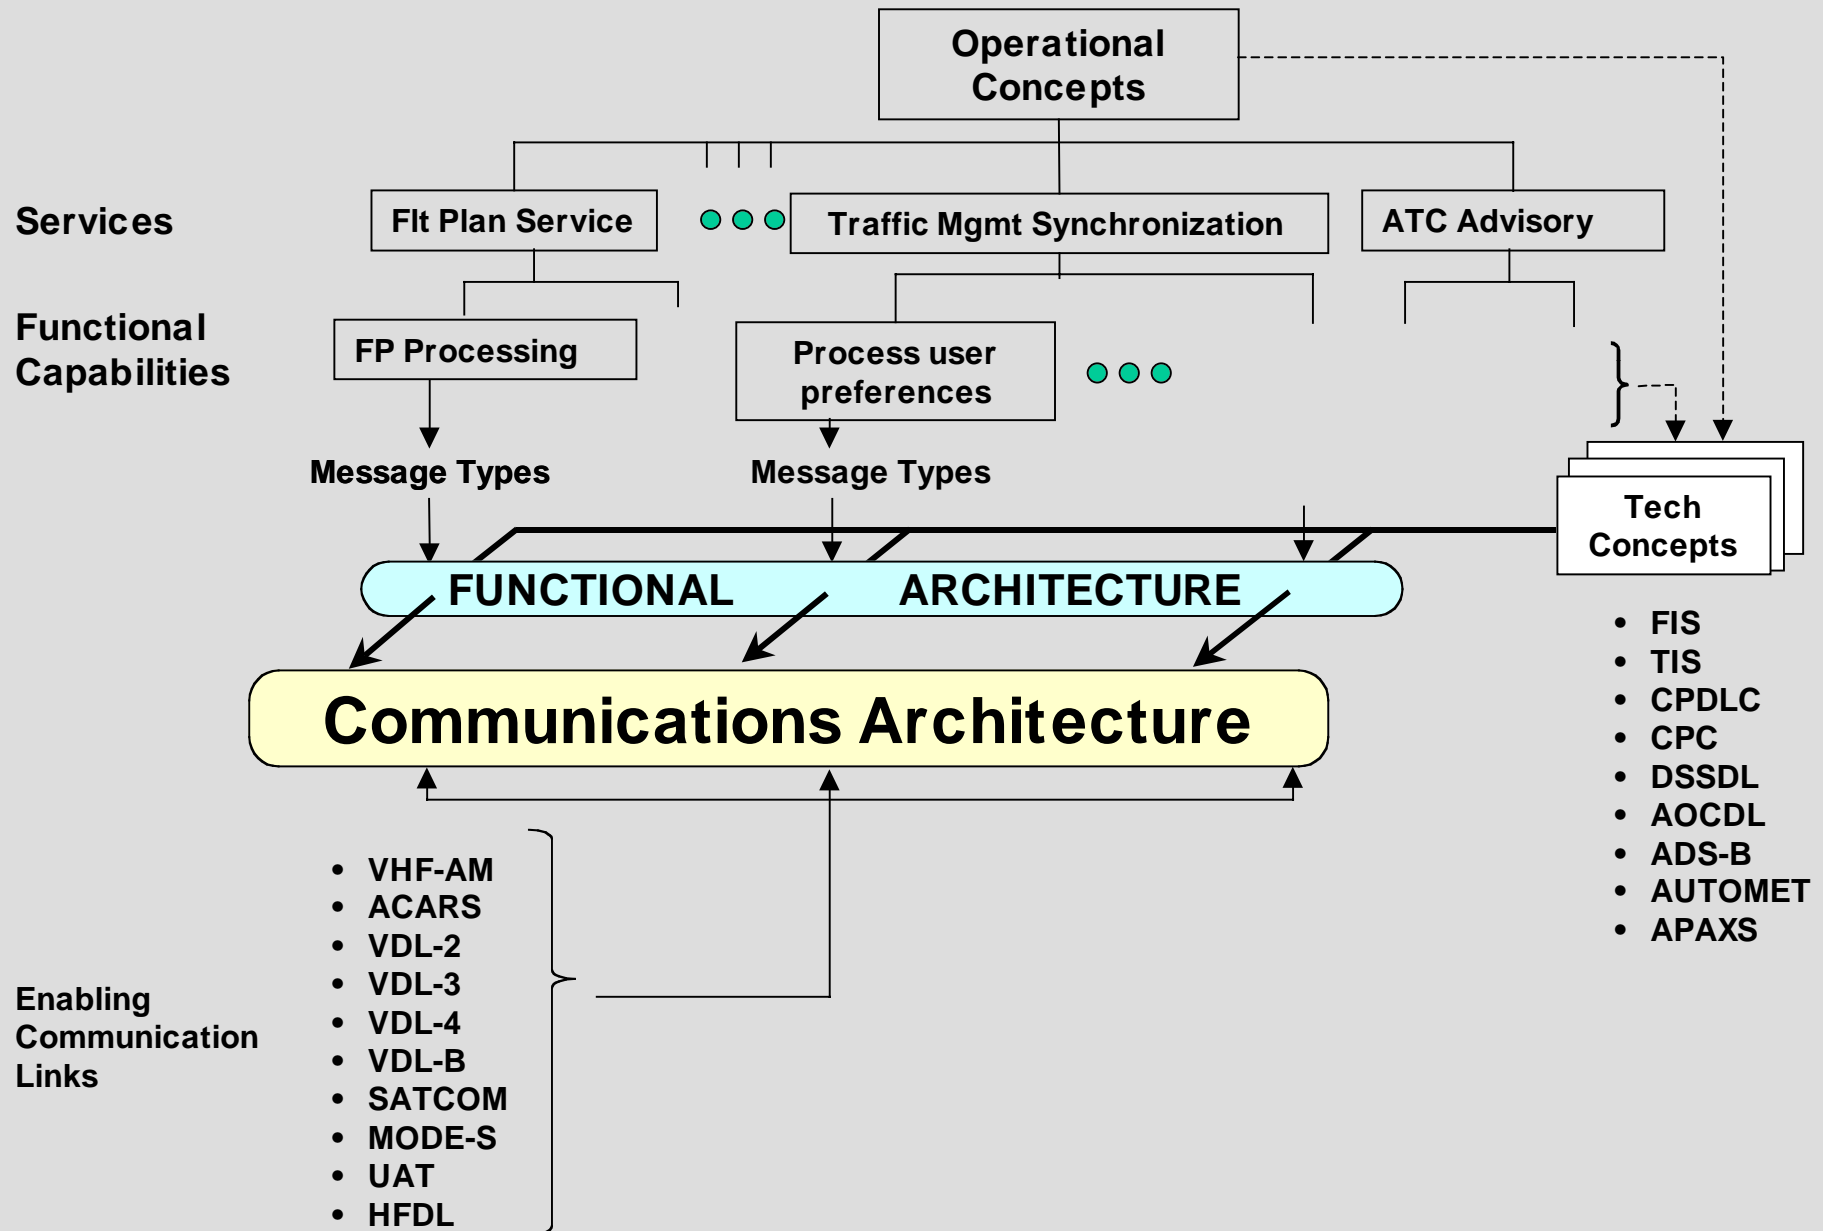 Operational
Concepts
Services
Flt Plan Service
Traffic Mgmt Synchronization
ATC Advisory
Functional
Capabilities
FP Processing
Process user
preferences
Message Types
Message Types
Tech
Concepts
FUNCTIONAL ARCHITECTURE
Communications Architecture
• FIS
• TIS
• CPDLC
• CPC
• DSSDL
• AOCDL
• ADS-B
• AUTOMET
• APAXS
Enabling
Communication
Links
• VHF-AM
• ACARS
• VDL-2
• VDL-3
• VDL-4
• VDL-B
• SATCOM
• MODE-S
• UAT
• HFDL